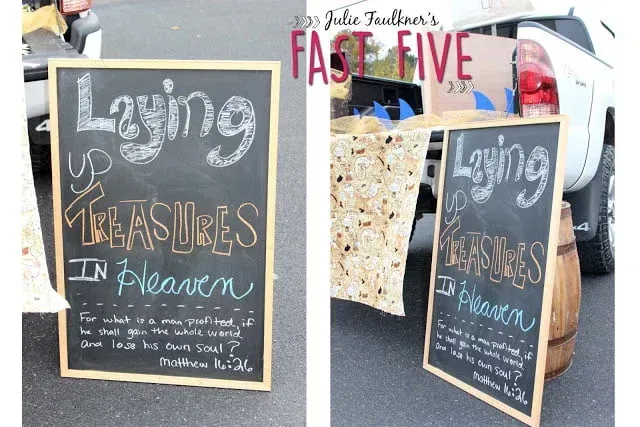 Julie Faulkner's
FAST FIVE
Laying
up
TREASURES
IN Heaven
For what is a man profited, if
he shall gain the whole world
and lose his own soul?
Matthew 16:26
Laying
up
TREASURES
IN Heaven
For what is a man profited, if
he shall gain the whole world
and lose his own soul?
Matthew 16:26